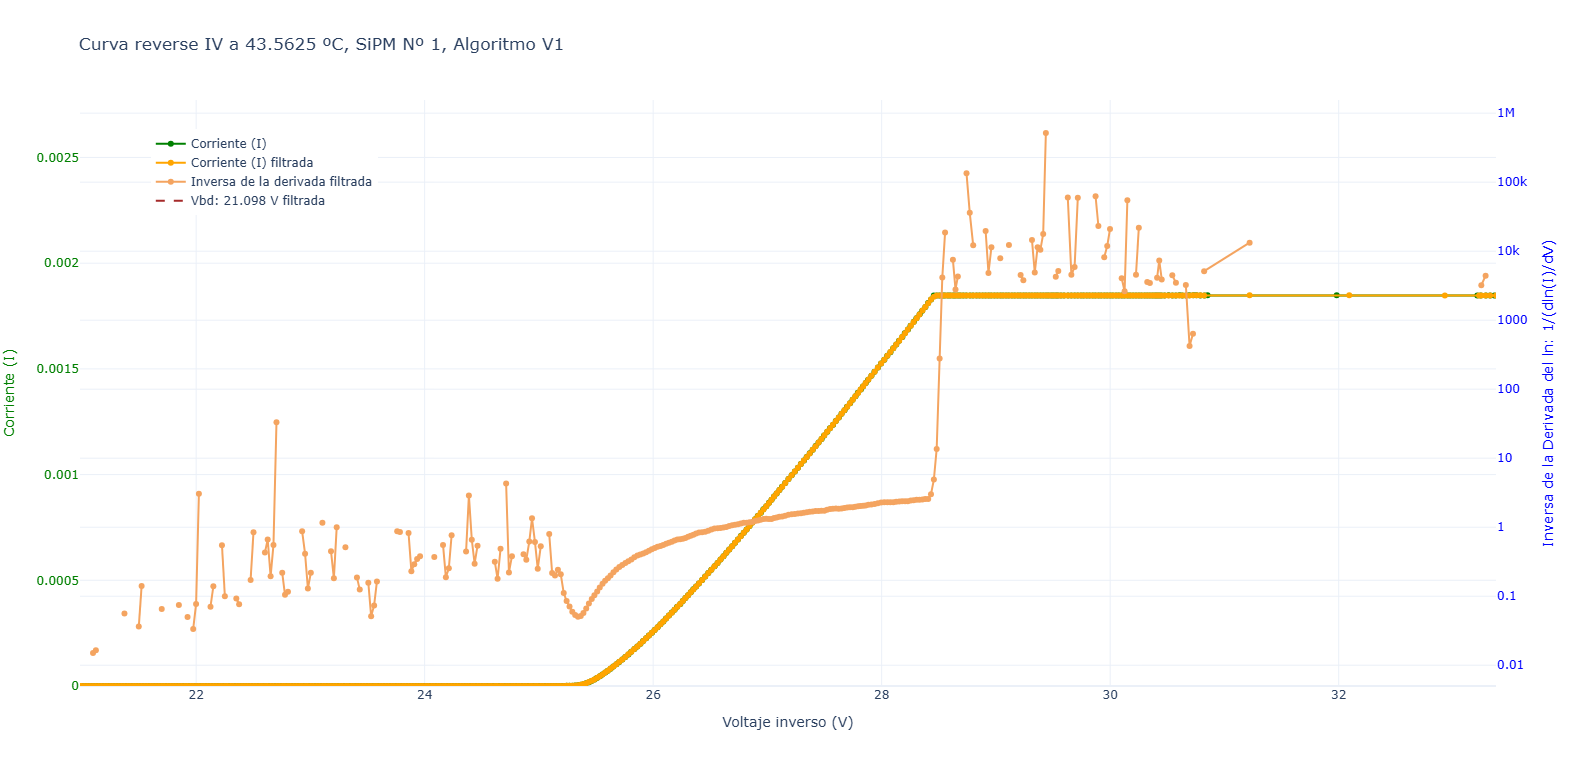 Curva reverse IV a 43.5625 ºC, SiPM Nº 1, Algoritmo V1
Corriente (I)
Corriente (I) filtrada
Inversa de la derivada filtrada
Vbd: 21.098 V filtrada
0.0025
0.002
0.0015
0.001
0.0005
0
Corriente (I)
1M
100k
10k
1000
100
10
1
0.1
0.01
Inversa de la Derivada del ln: 1/(dln(I)/dV)
22
24
26
28
30
32
Voltaje inverso (V)